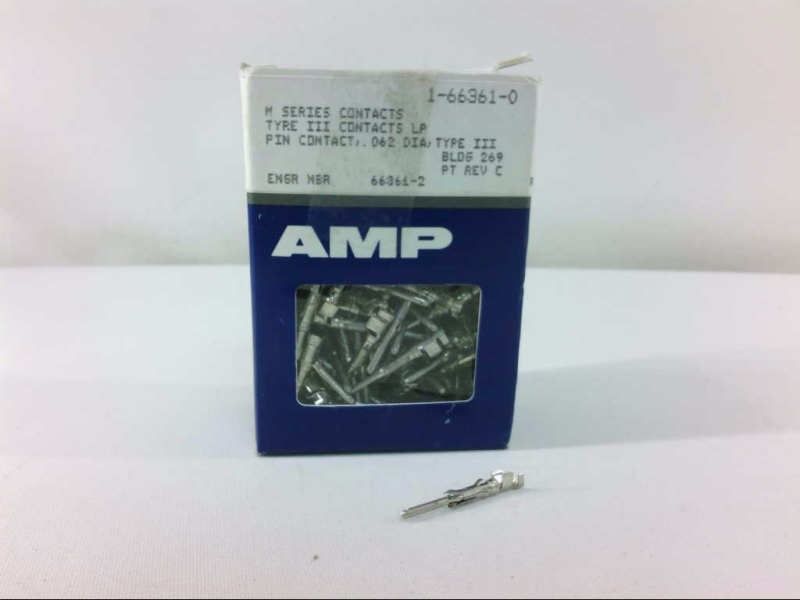 1-66361-0
M SERIES CONTACTS
TYPE III CONTACTS LP
PIN CONTACT,.062 DIA,TYPE III
BLDG 269
PT REV C
ENGR NBR 66361-2
AMP